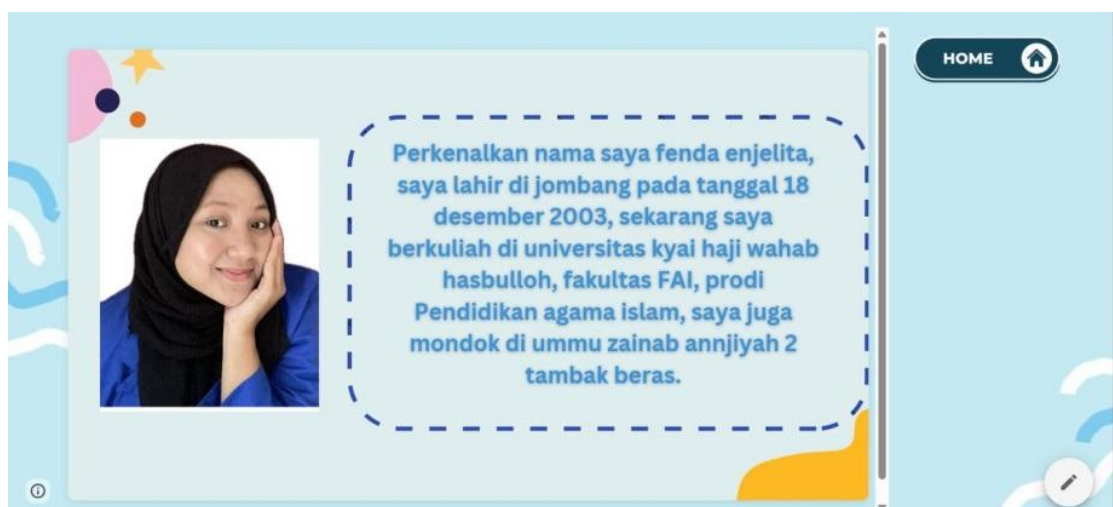 HOME
Perkenalkan nama saya fenda enjelita,
saya lahir di jombang pada tanggal 18
desember 2003, sekarang saya
berkuliah di universitas kyai haji wahab
hasbulloh, fakultas FAI, prodi
Pendidikan agama islam, saya juga
mondok di ummu zainab annjiyah 2
tambak beras.